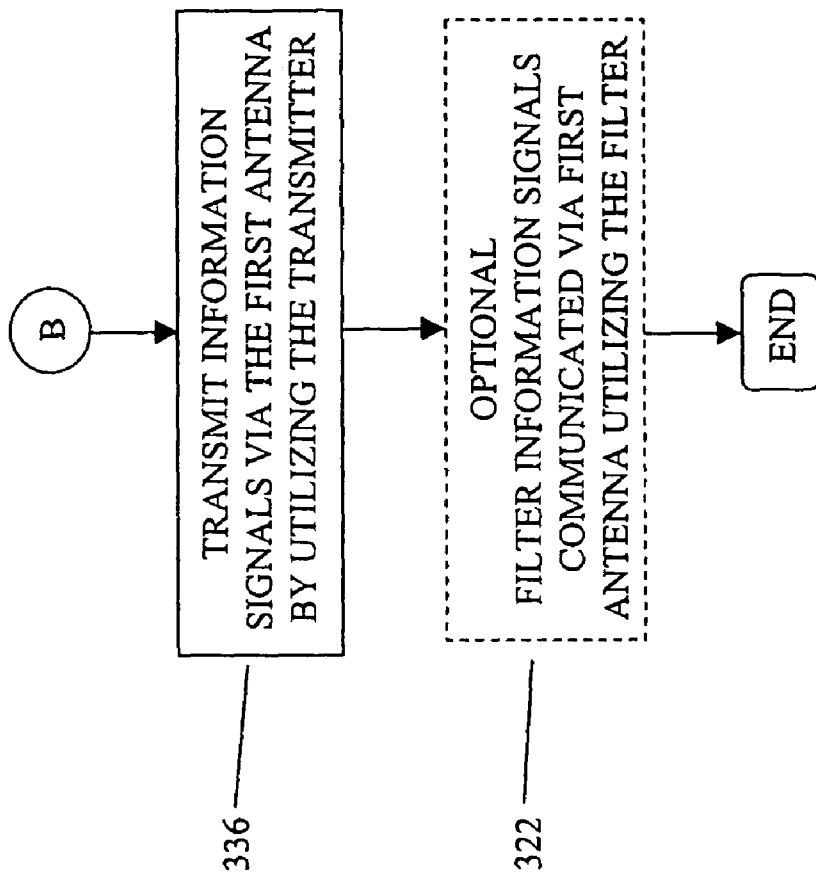 B
336
TRANSMIT INFORMATION
SIGNALS VIA THE FIRST ANTENNA
BY UTILIZING THE TRANSMITTER
322
OPTIONAL
FILTER INFORMATION SIGNALS
COMMUNICATED VIA FIRST
ANTENNA UTILIZING THE FILTER
END